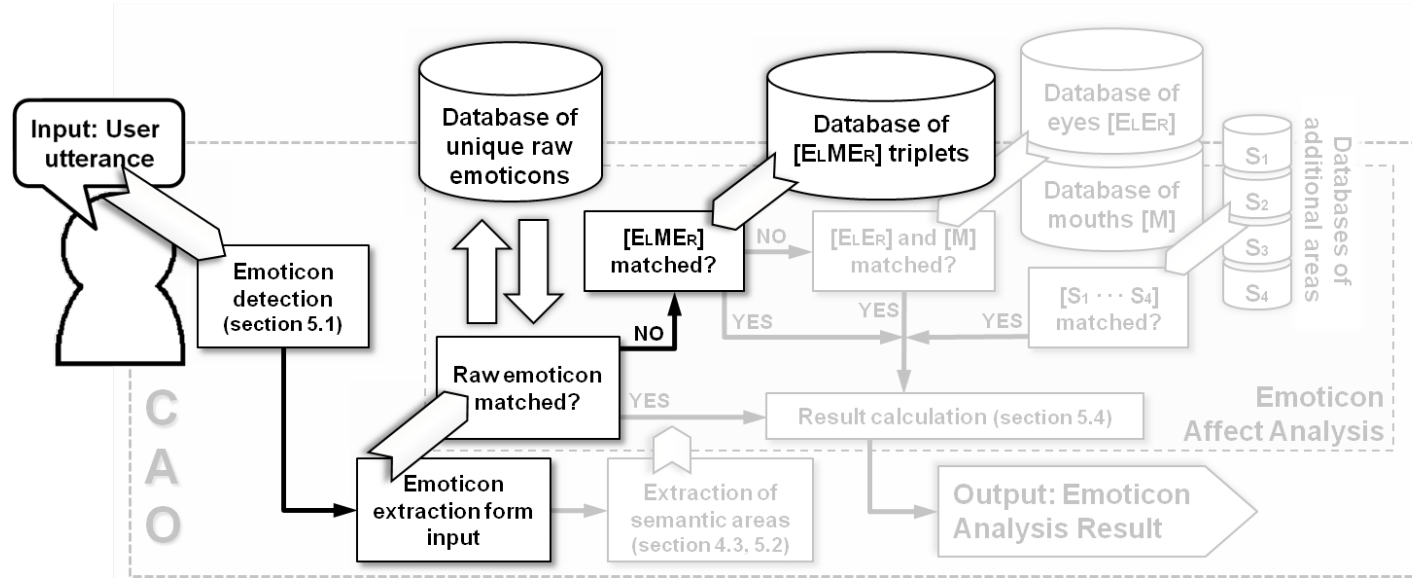 Input: User
utterance
Database of
unique raw
emoticons
Database of
[ELMER] triplets
Database of
eyes [ELER]
Database of
mouths [M]
S1
S2
S3
S4
Databases of
additional areas
Emoticon
detection
(section 5.1)
[ELMER]
matched?
NO
[ELER] and [M]
matched?
[S1 · · · S4]
matched?
YES
YES
YES
NO
Raw emoticon
matched?
YES
Result calculation (section 5.4)
Emoticon
Affect Analysis
C
A
O
Emoticon
extraction form
input
Extraction of
semantic areas
(section 4.3, 5.2)
Output: Emoticon
Analysis Result